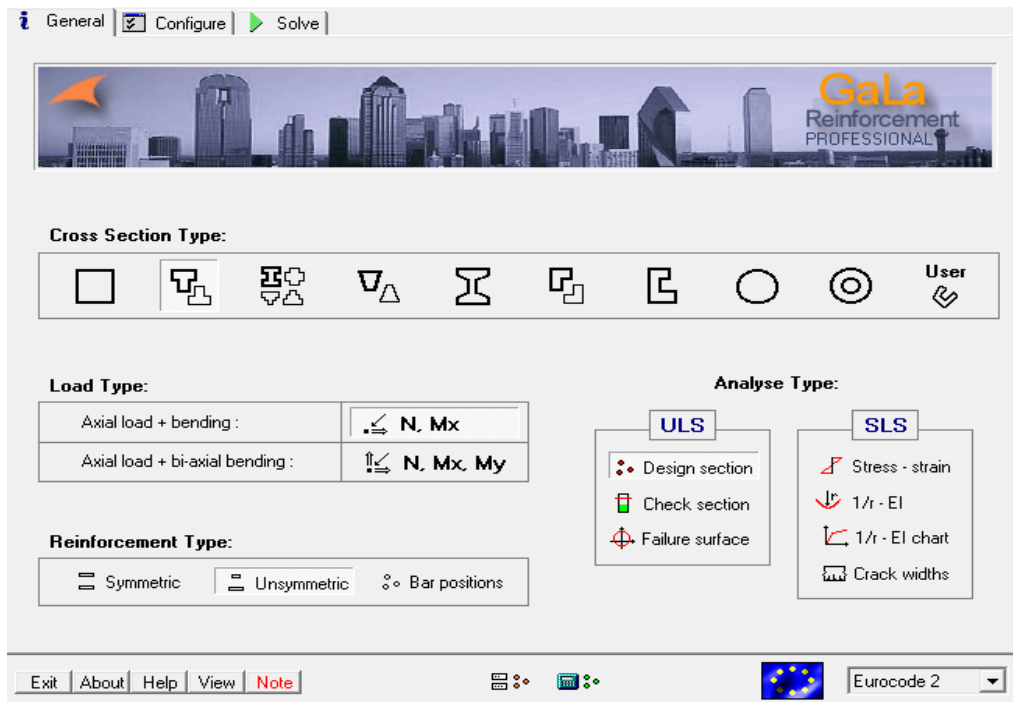 General Configure Solve
GaLa
Reinforcement
PROFESSIONAL
Cross Section Type:
User
Load Type:
Axial load + bending : N, Mx
Axial load + bi-axial bending : N, Mx, My
Reinforcement Type:
Symmetric Unsymmetric Bar positions
Analyse Type:
ULS
Design section
Check section
Failure surface
SLS
Stress - strain
1/r - EI
1/r - EI chart
Crack widths
Exit About Help View Note Eurocode 2